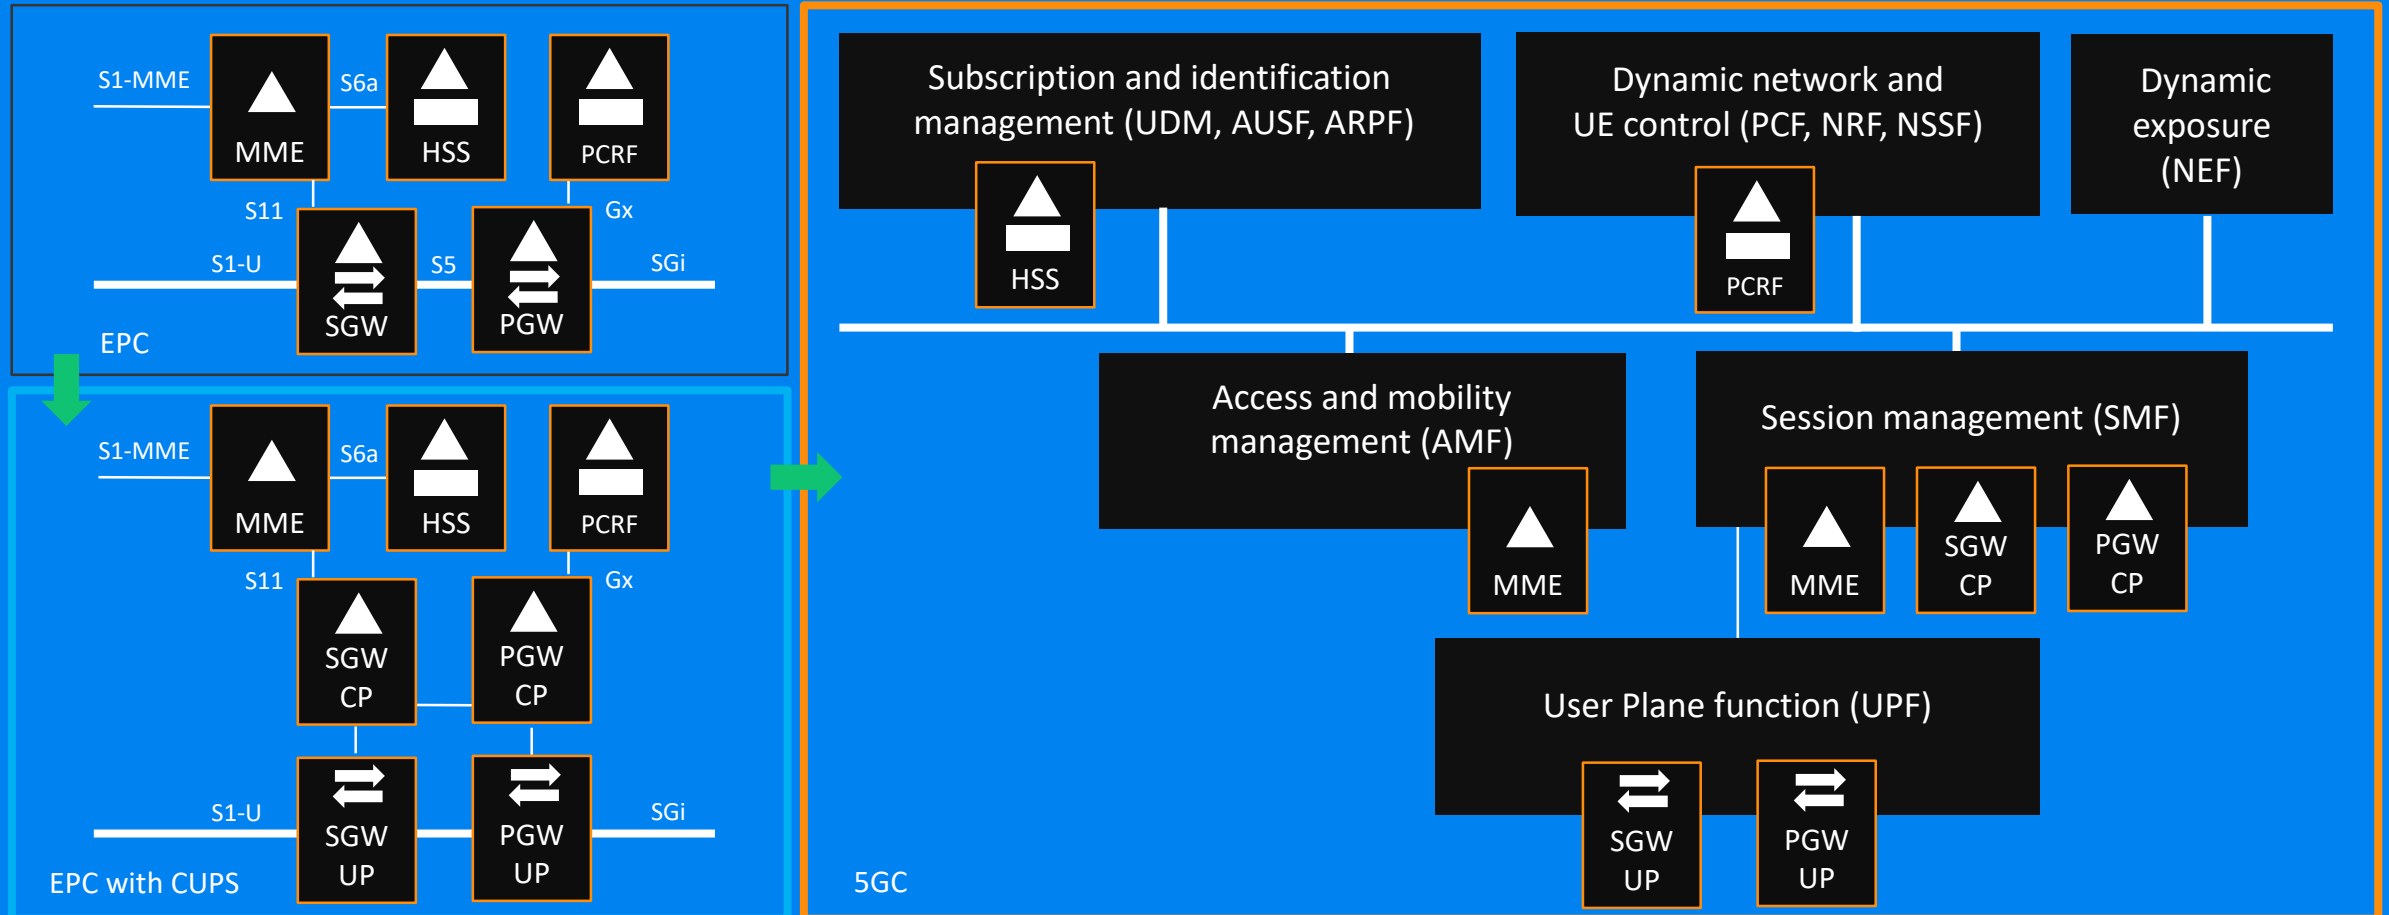 S1-MME
S6a
MME
HSS
PCRF
S11
Gx
S1-U
S5
SGi
SGW
PGW
EPC
S1-MME
S6a
MME
HSS
PCRF
S11
Gx
SGW
CP
PGW
CP
S1-U
SGi
SGW
UP
PGW
UP
EPC with CUPS
Subscription and identification
management (UDM, AUSF, ARPF)
HSS
Dynamic network and
UE control (PCF, NRF, NSSF)
PCRF
Dynamic
exposure
(NEF)
Access and mobility
management (AMF)
MME
Session management (SMF)
MME
SGW
CP
PGW
CP
User Plane function (UPF)
SGW
UP
PGW
UP
5GC